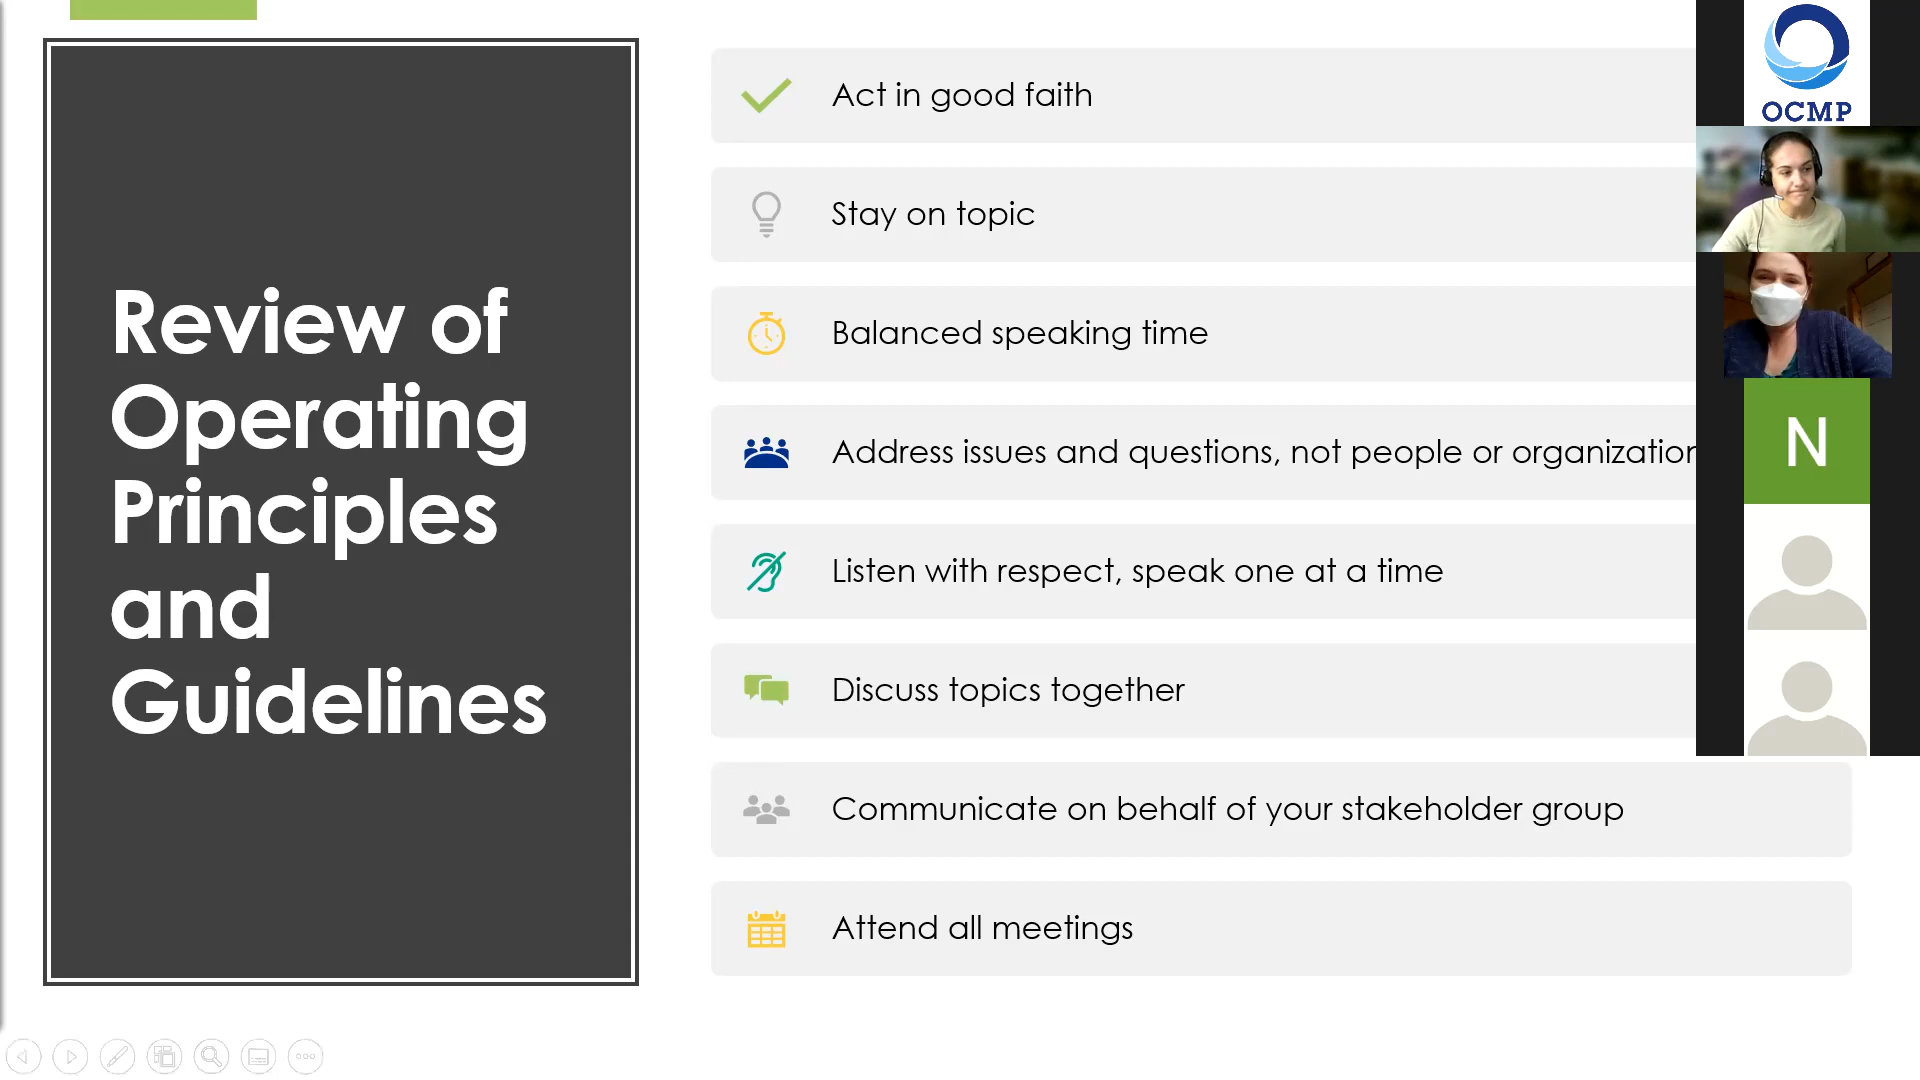 Review of
Operating
Principles
and
Guidelines
Act in good faith
Stay on topic
Balanced speaking time
Address issues and questions, not people or organization
Listen with respect, speak one at a time
Discuss topics together
Communicate on behalf of your stakeholder group
Attend all meetings
OCMP
N